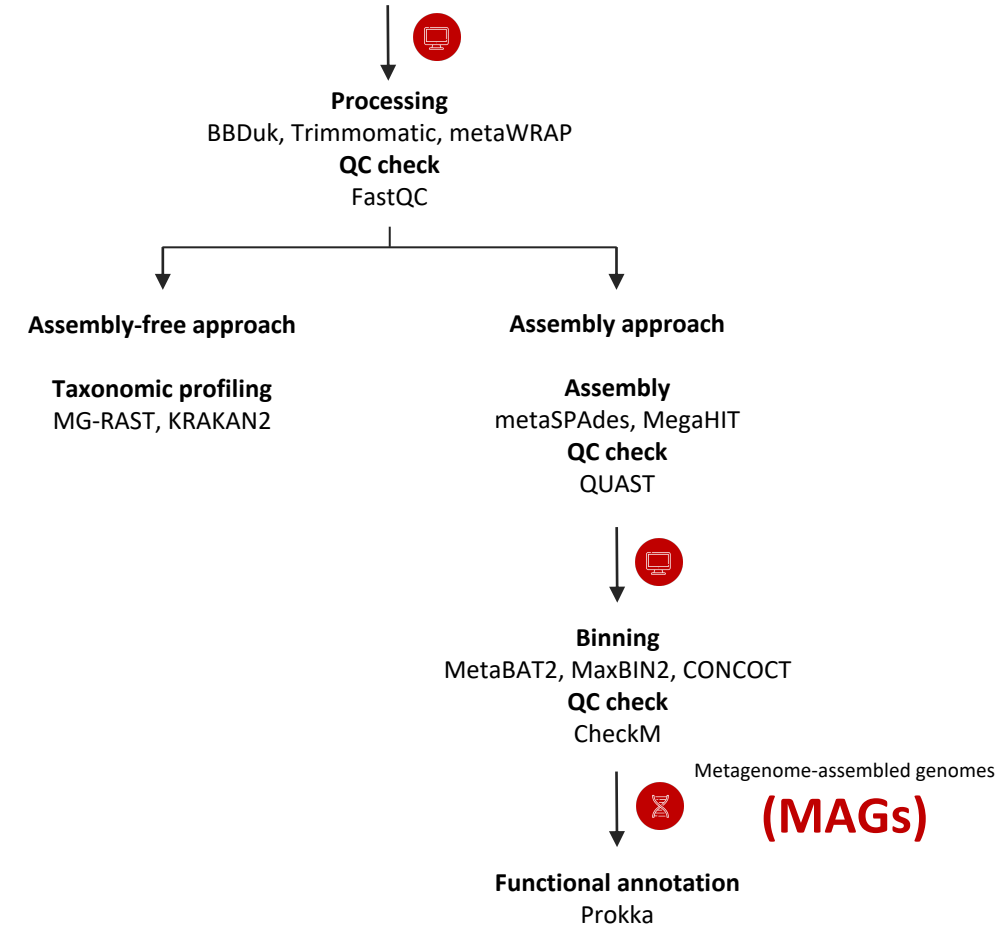 Processing
BBDuk, Trimmomatic, metaWRAP
QC check
FastQC
Assembly-free approach
Taxonomic profiling
MG-RAST, KRAKAN2
Assembly approach
Assembly
metaSPAdes, MegaHIT
QC check
QUAST
Binning
MetaBAT2, MaxBIN2, CONCOCT
QC check
CheckM
Metagenome-assembled genomes
(MAGs)
Functional annotation
Prokka